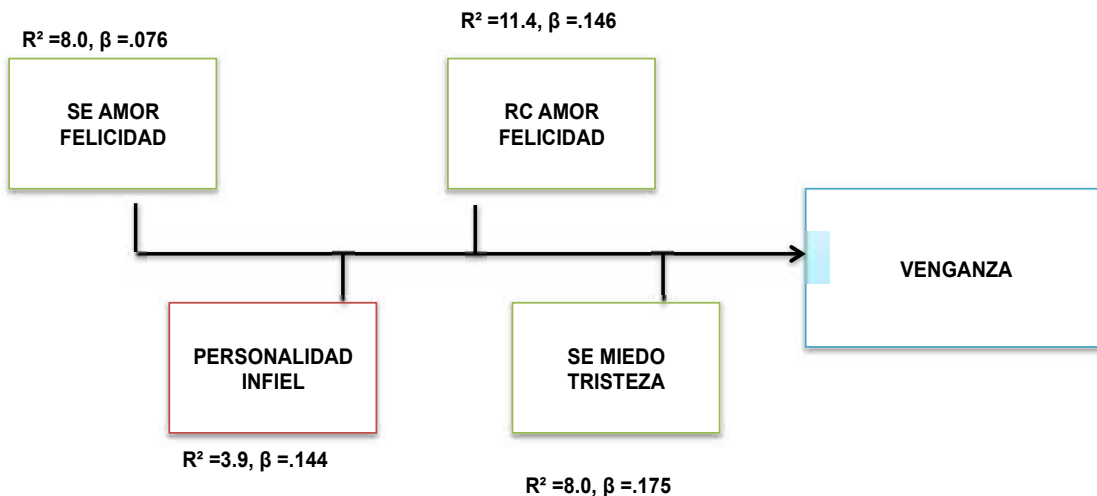 R² =11.4, β =.146
R² =8.0, β =.076
SE AMOR
FELICIDAD
RC AMOR
FELICIDAD
VENGANZA
PERSONALIDAD
INFIEL
SE MIEDO
TRISTEZA
R² =3.9, β =.144
R² =8.0, β =.175